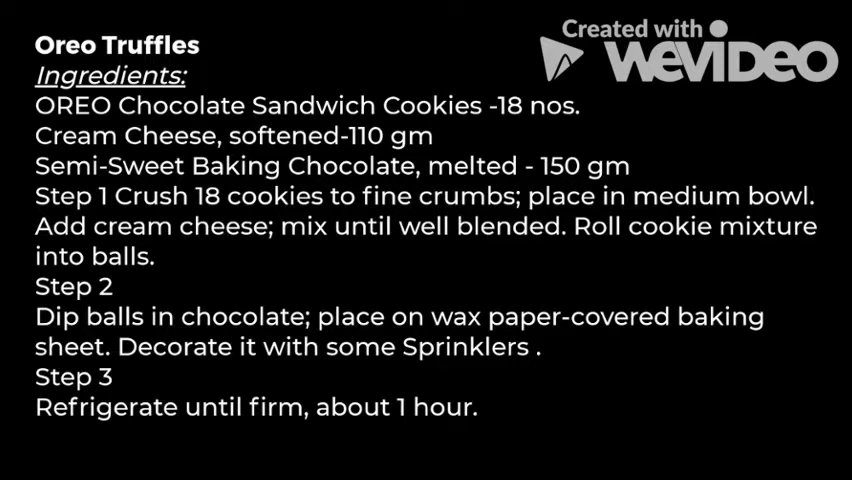 Created with
WEVIDEO
Oreo Truffles
Ingredients:
OREO Chocolate Sandwich Cookies -18 nos.
Cream Cheese, softened-110 gm
Semi-Sweet Baking Chocolate, melted - 150 gm
Step 1 Crush 18 cookies to fine crumbs; place in medium bowl.
Add cream cheese; mix until well blended. Roll cookie mixture
into balls.
Step 2
Dip balls in chocolate; place on wax paper-covered baking
sheet. Decorate it with some Sprinklers .
Step 3
Refrigerate until firm, about 1 hour.